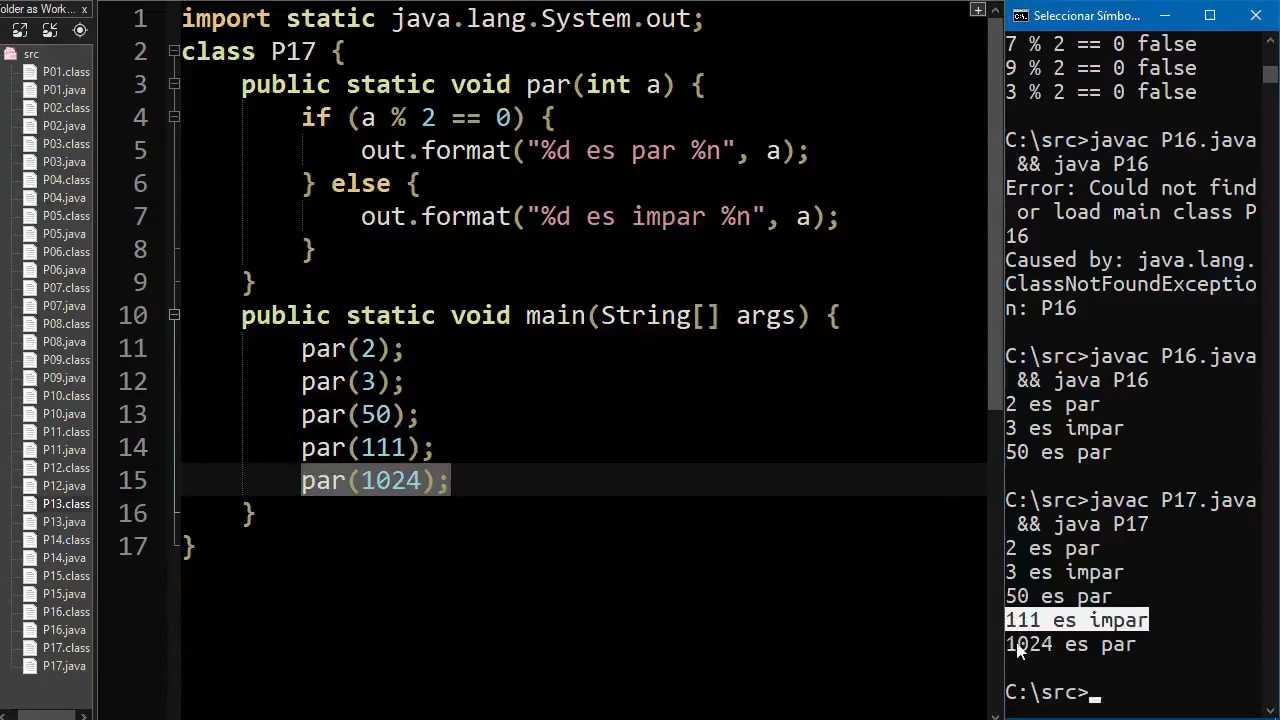 older as Work... x
src
P01.class
P01.java
P02.class
P02.java
P03.class
P03.java
P04.class
P04.java
P05.class
P05.java
P06.class
P06.java
P07.class
P07.java
P08.class
P08.java
P09.class
P09.java
P10.class
P10.java
P11.class
P11.java
P12.class
P12.java
P13.class
P13.java
P14.class
P14.java
P15.class
P15.java
P16.class
P16.java
P17.class
P17.java
1 import static java.lang.System.out;
2 class P17 {
3 public static void par(int a) {
4 if (a % 2 == 0) {
5 out.format("%d es par %n", a);
6 } else {
7 out.format("%d es impar %n", a);
8 }
9 }
10 public static void main(String[] args) {
11 par(2);
12 par(3);
13 par(50);
14 par(111);
15 par(1024);
16 }
17 }
Seleccionar Símbo...
7 % 2 == 0 false
9 % 2 == 0 false
3 % 2 == 0 false
C:\src>javac P16.java
&& java P16
Error: Could not find
or load main class P
16
Caused by: java.lang.
ClassNotFoundExceptio
n: P16
C:\src>javac P16.java
&& java P16
2 es par
3 es impar
50 es par
C:\src>javac P17.java
&& java P17
2 es par
3 es impar
50 es par
111 es impar
1024 es par
C:\src>